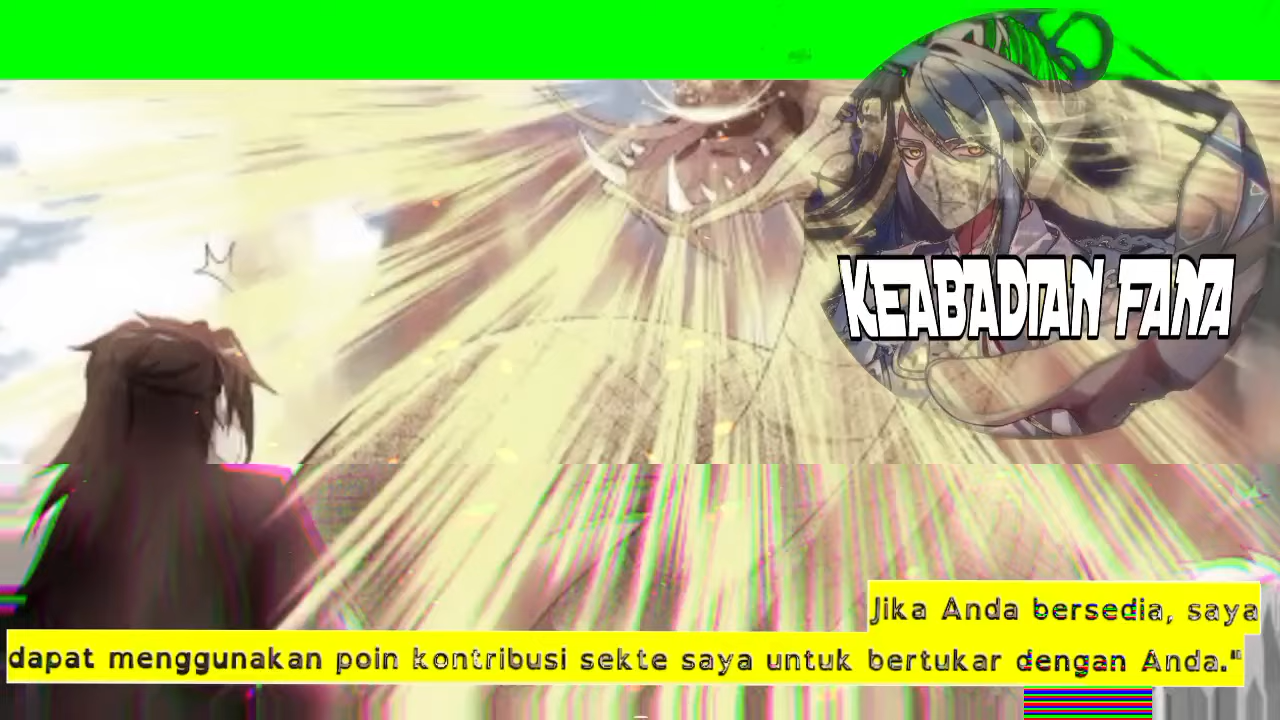 KEABADIAN FANA
Jika Anda bersedia, saya
dapat menggunakan poin kontribusi sekte saya untuk bertukar dengan Anda."